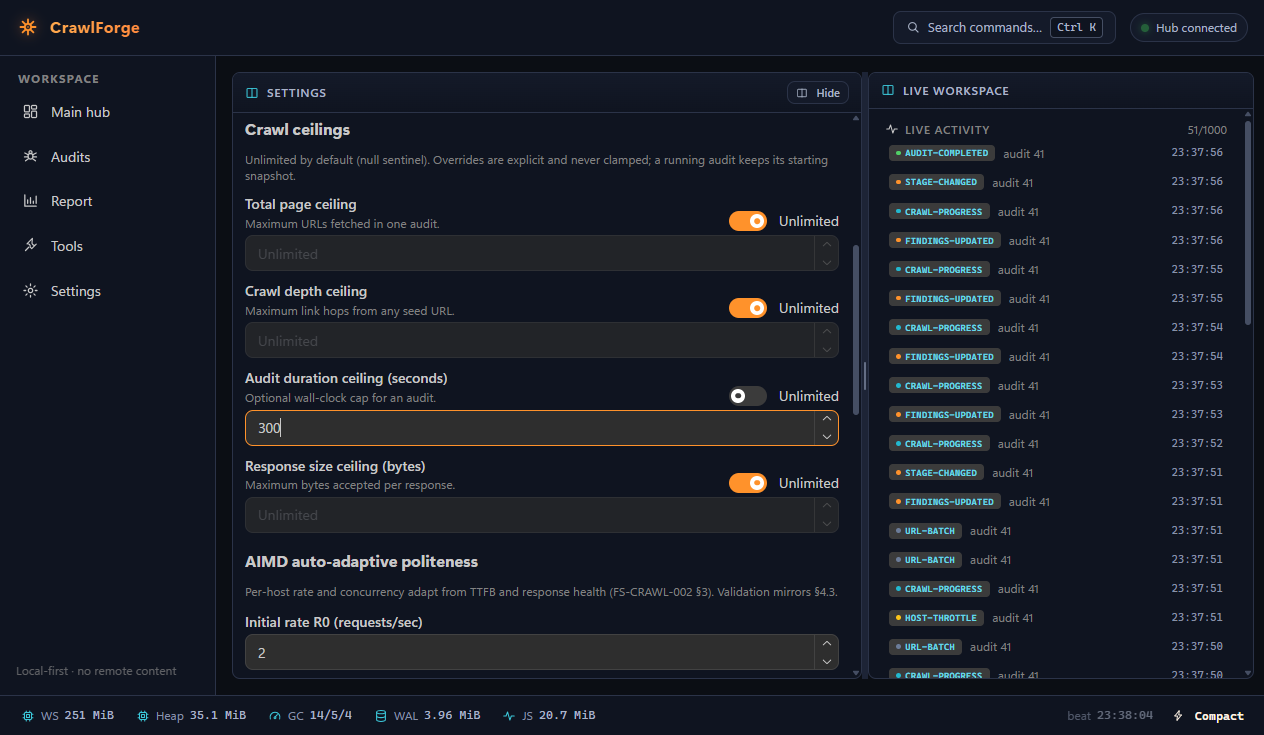 CrawlForge
Search commands... Ctrl K
Hub connected
WORKSPACE
Main hub
Audits
Report
Tools
Settings
Local-first · no remote content
SETTINGS
Hide
Crawl ceilings
Unlimited by default (null sentinel). Overrides are explicit and never clamped; a running audit keeps its starting
snapshot.
Total page ceiling
Maximum URLs fetched in one audit.
Unlimited
Unlimited
Crawl depth ceiling
Maximum link hops from any seed URL.
Unlimited
Unlimited
Audit duration ceiling (seconds)
Optional wall-clock cap for an audit.
Unlimited
300
Response size ceiling (bytes)
Maximum bytes accepted per response.
Unlimited
Unlimited
AIMD auto-adaptive politeness
Per-host rate and concurrency adapt from TTFB and response health (FS-CRAWL-002 §3). Validation mirrors §4.3.
Initial rate R0 (requests/sec)
2
LIVE WORKSPACE
LIVE ACTIVITY 51/1000
AUDIT-COMPLETED audit 41 23:37:56
STAGE-CHANGED audit 41 23:37:56
CRAWL-PROGRESS audit 41 23:37:56
FINDINGS-UPDATED audit 41 23:37:56
CRAWL-PROGRESS audit 41 23:37:55
FINDINGS-UPDATED audit 41 23:37:55
CRAWL-PROGRESS audit 41 23:37:54
FINDINGS-UPDATED audit 41 23:37:54
CRAWL-PROGRESS audit 41 23:37:53
FINDINGS-UPDATED audit 41 23:37:53
CRAWL-PROGRESS audit 41 23:37:52
STAGE-CHANGED audit 41 23:37:51
FINDINGS-UPDATED audit 41 23:37:51
URL-BATCH audit 41 23:37:51
URL-BATCH audit 41 23:37:51
CRAWL-PROGRESS audit 41 23:37:51
HOST-THROTTLE audit 41 23:37:51
URL-BATCH audit 41 23:37:50
CRAWL-PROGRESS audit 41 23:37:50
WS 251 MiB Heap 35.1 MiB GC 14/5/4 WAL 3.96 MiB JS 20.7 MiB beat 23:38:04 Compact